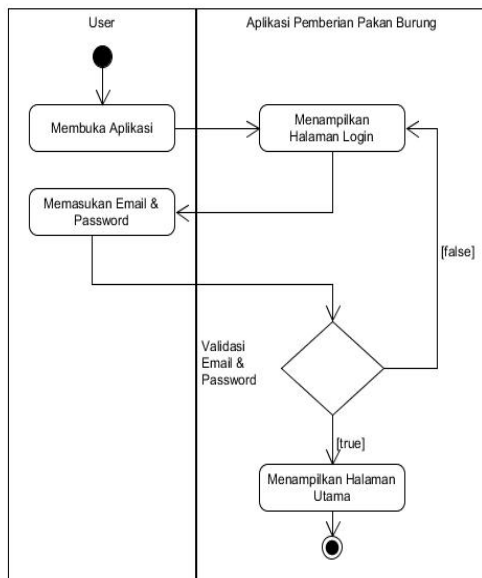 User
Aplikasi Pemberian Pakan Burung
Membuka Aplikasi
Menampilkan
Halaman Login
Memasukan Email &
Password
[false]
Validasi
Email &
Password
[true]
Menampilkan Halaman
Utama